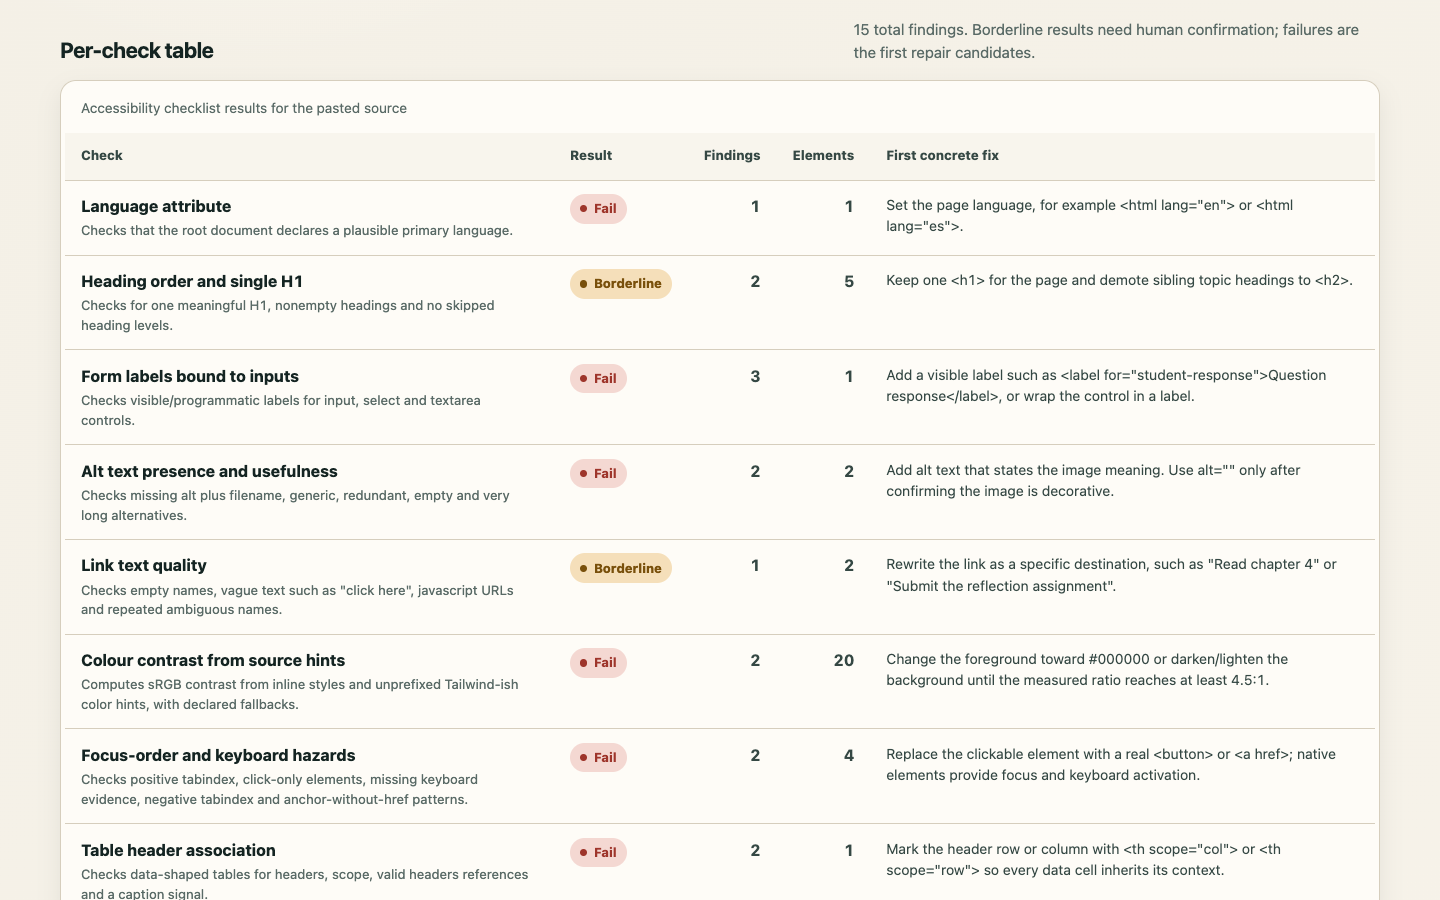 Per-check table
15 total findings. Borderline results need human confirmation; failures are
the first repair candidates.
Accessibility checklist results for the pasted source
Check Result Findings Elements First concrete fix
Language attribute
Checks that the root document declares a plausible primary language.
Fail 1 1
Set the page language, for example <html lang="en"> or <html
lang="es">.
Heading order and single H1
Checks for one meaningful H1, nonempty headings and no skipped
heading levels.
Borderline 2 5
Keep one <h1> for the page and demote sibling topic headings to <h2>.
Form labels bound to inputs
Checks visible/programmatic labels for input, select and textarea
controls.
Fail 3 1
Add a visible label such as <label for="student-response">Question
response</label>, or wrap the control in a label.
Alt text presence and usefulness
Checks missing alt plus filename, generic, redundant, empty and very
long alternatives.
Fail 2 2
Add alt text that states the image meaning. Use alt="" only after
confirming the image is decorative.
Link text quality
Checks empty names, vague text such as "click here", javascript URLs
and repeated ambiguous names.
Borderline 1 2
Rewrite the link as a specific destination, such as "Read chapter 4" or
"Submit the reflection assignment".
Colour contrast from source hints
Computes sRGB contrast from inline styles and unprefixed Tailwind-ish
color hints, with declared fallbacks.
Fail 2 20
Change the foreground toward #000000 or darken/lighten the
background until the measured ratio reaches at least 4.5:1.
Focus-order and keyboard hazards
Checks positive tabindex, click-only elements, missing keyboard
evidence, negative tabindex and anchor-without-href patterns.
Fail 2 4
Replace the clickable element with a real <button> or <a href>; native
elements provide focus and keyboard activation.
Table header association
Checks data-shaped tables for headers, scope, valid headers references
and a caption signal.
Fail 2 1
Mark the header row or column with <th scope="col"> or <th
scope="row"> so every data cell inherits its context.